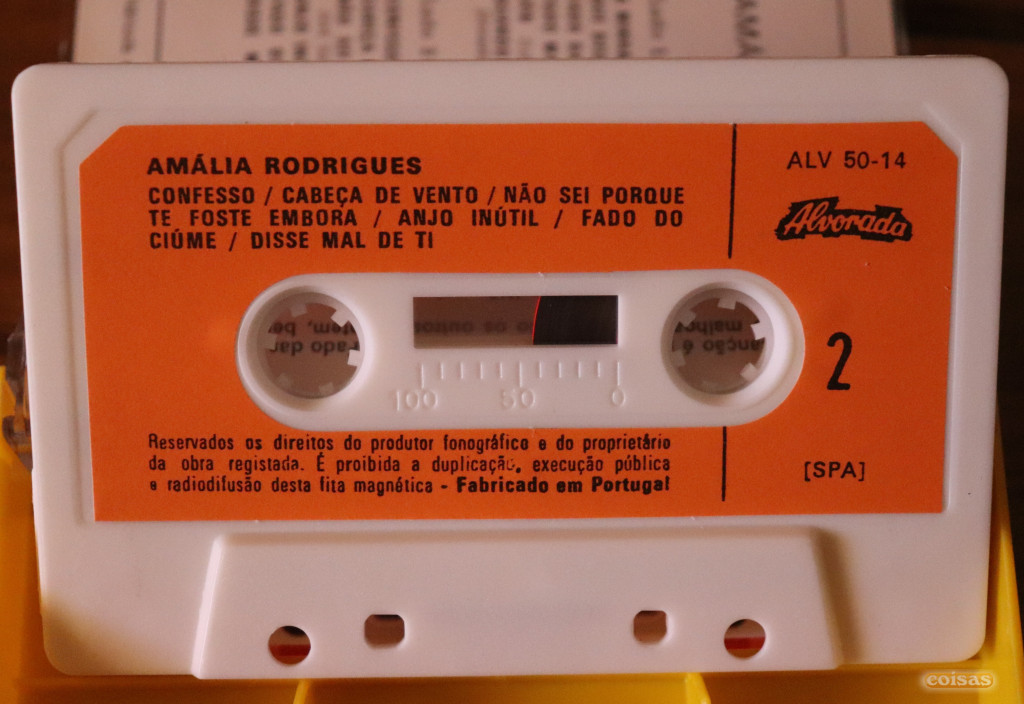 AMÁLIA RODRIGUES
CONFESSO / CABEÇA DE VENTO / NÃO SEI PORQUE
TE FOSTE EMBORA / ANJO INÚTIL / FADO DO
CIÚME / DISSE MAL DE TI
ALV 50-14
Alvorada
100 50 0
2
Reservados os direitos do produtor fonográfico e do proprietário
da obra registada. É proibida a duplicação, execução pública
e radiodifusão desta fita magnética - Fabricado em Portugal
[SPA]
coisas